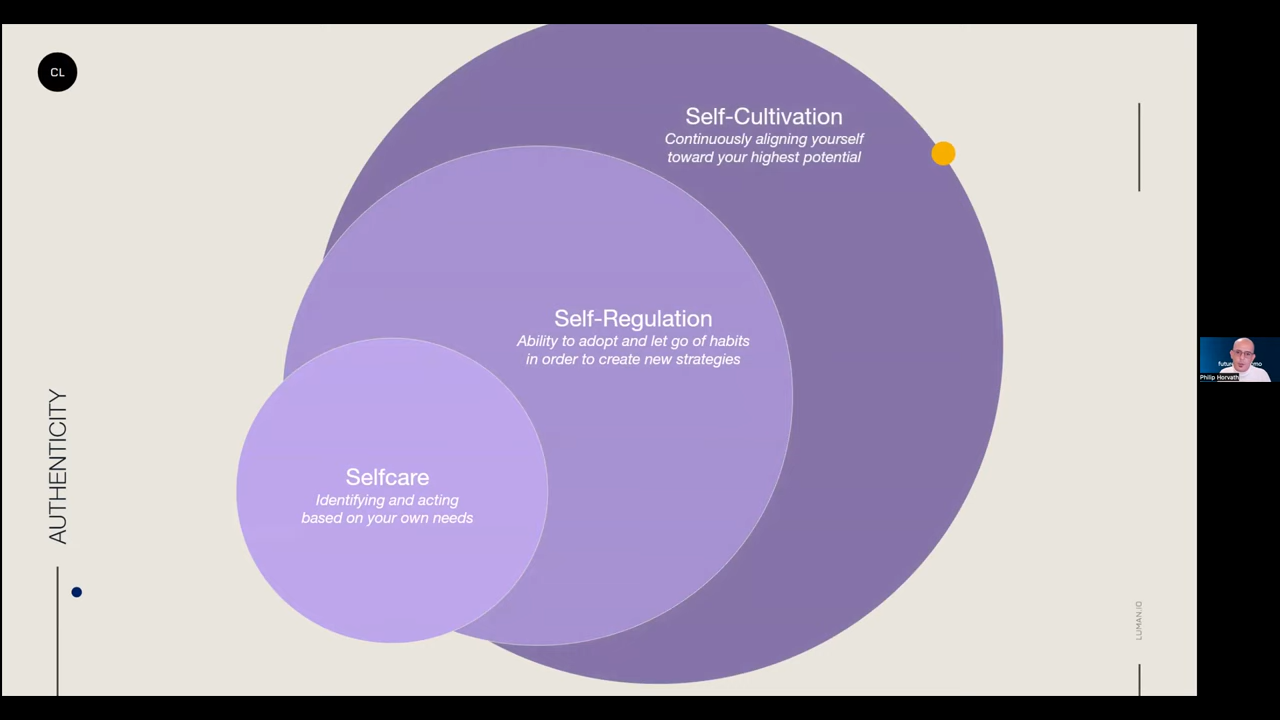 CL
Self-Cultivation
Continuously aligning yourself
toward your highest potential
Self-Regulation
Ability to adopt and let go of habits
in order to create new strategies
Selfcare
Identifying and acting
based on your own needs
AUTHENTICITY
LUMAN.IO
Philip Horvath